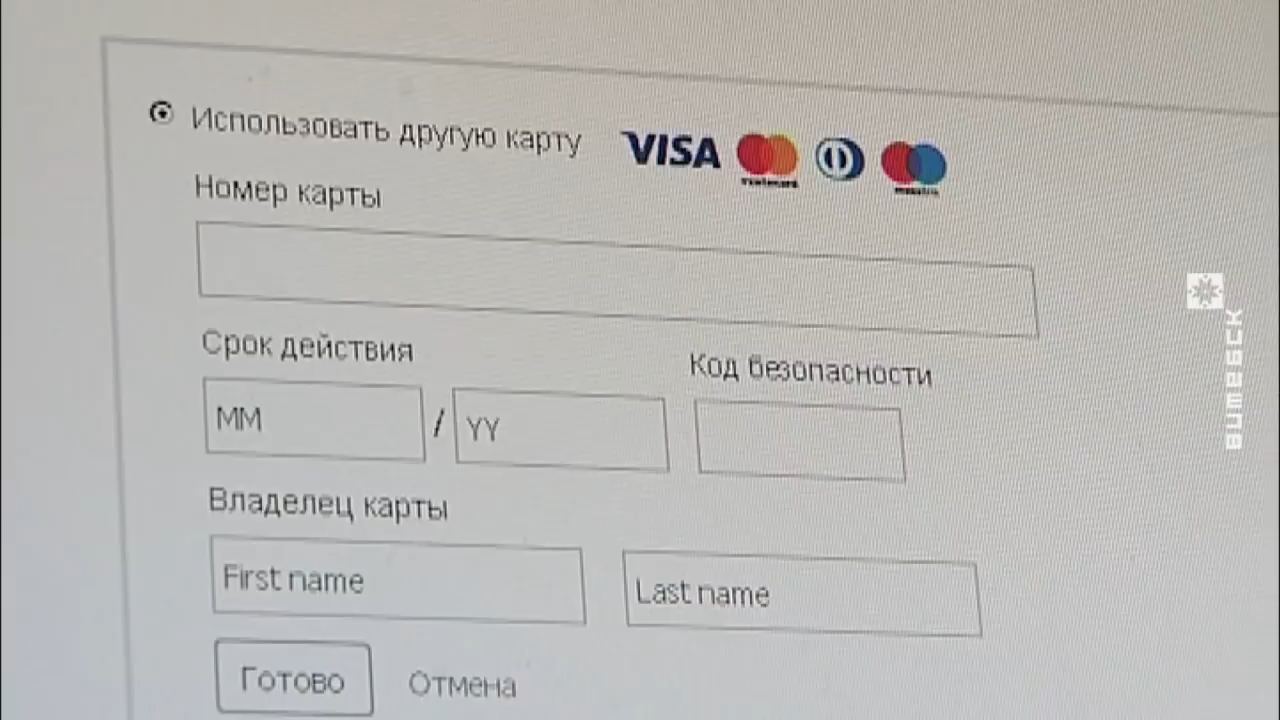 Использовать другую карту VISA
Номер карты
Срок действия
Код безопасности
MM / YY
Владелец карты
First name
Last name
Готово
Отмена
витебск